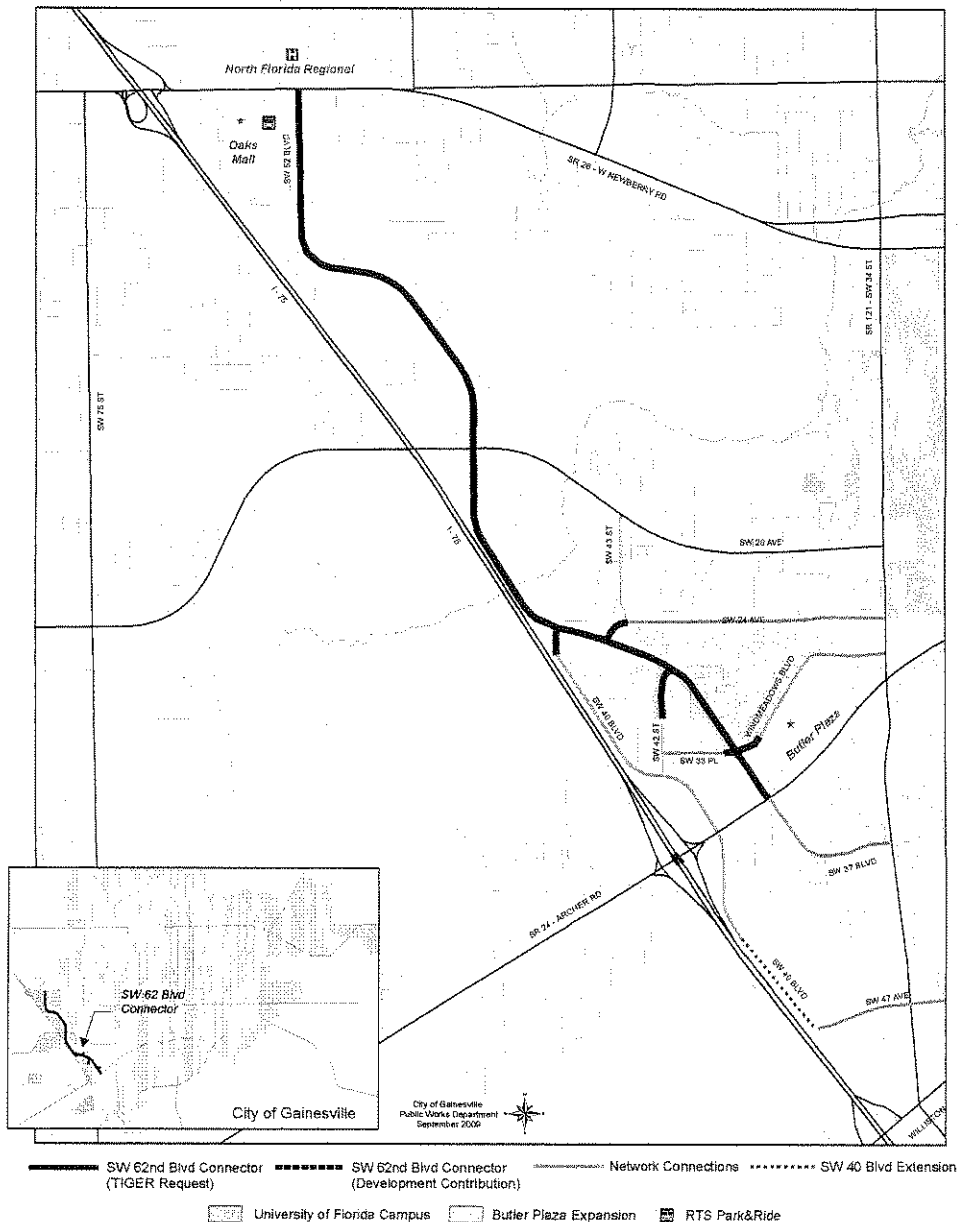 H
North Florida Regional
Oaks
Mall
SW 62 BLVD
SR 26 - W NEWBERRY RD
I - 75
SR 121 - SW 34 ST
SW 75 ST
I - 75
SW 43 ST
SW 20 AVE
SW 24 AVE
WINDMEADOWS BLVD
SW 40 BLVD
SW 42 ST
SW 33 PL
Butler Plaza
SW 37 BLVD
SR 24 - ARCHER RD
SW 40 BLVD
SW 47 AVE
WILLISTON
SW 62 Blvd
Connector
City of Gainesville
City of Gainesville
Public Works Department
September 2009
SW 62nd Blvd Connector
(TIGER Request)
SW 62nd Blvd Connector
(Development Contribution)
Network Connections
SW 40 Blvd Extension
University of Florida Campus
Butler Plaza Expansion
RTS Park&Ride